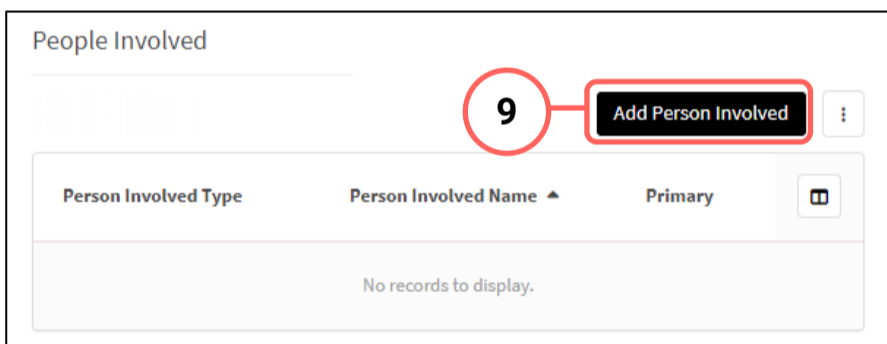 People Involved
9
Add Person Involved
Person Involved Type Person Involved Name Primary
No records to display.